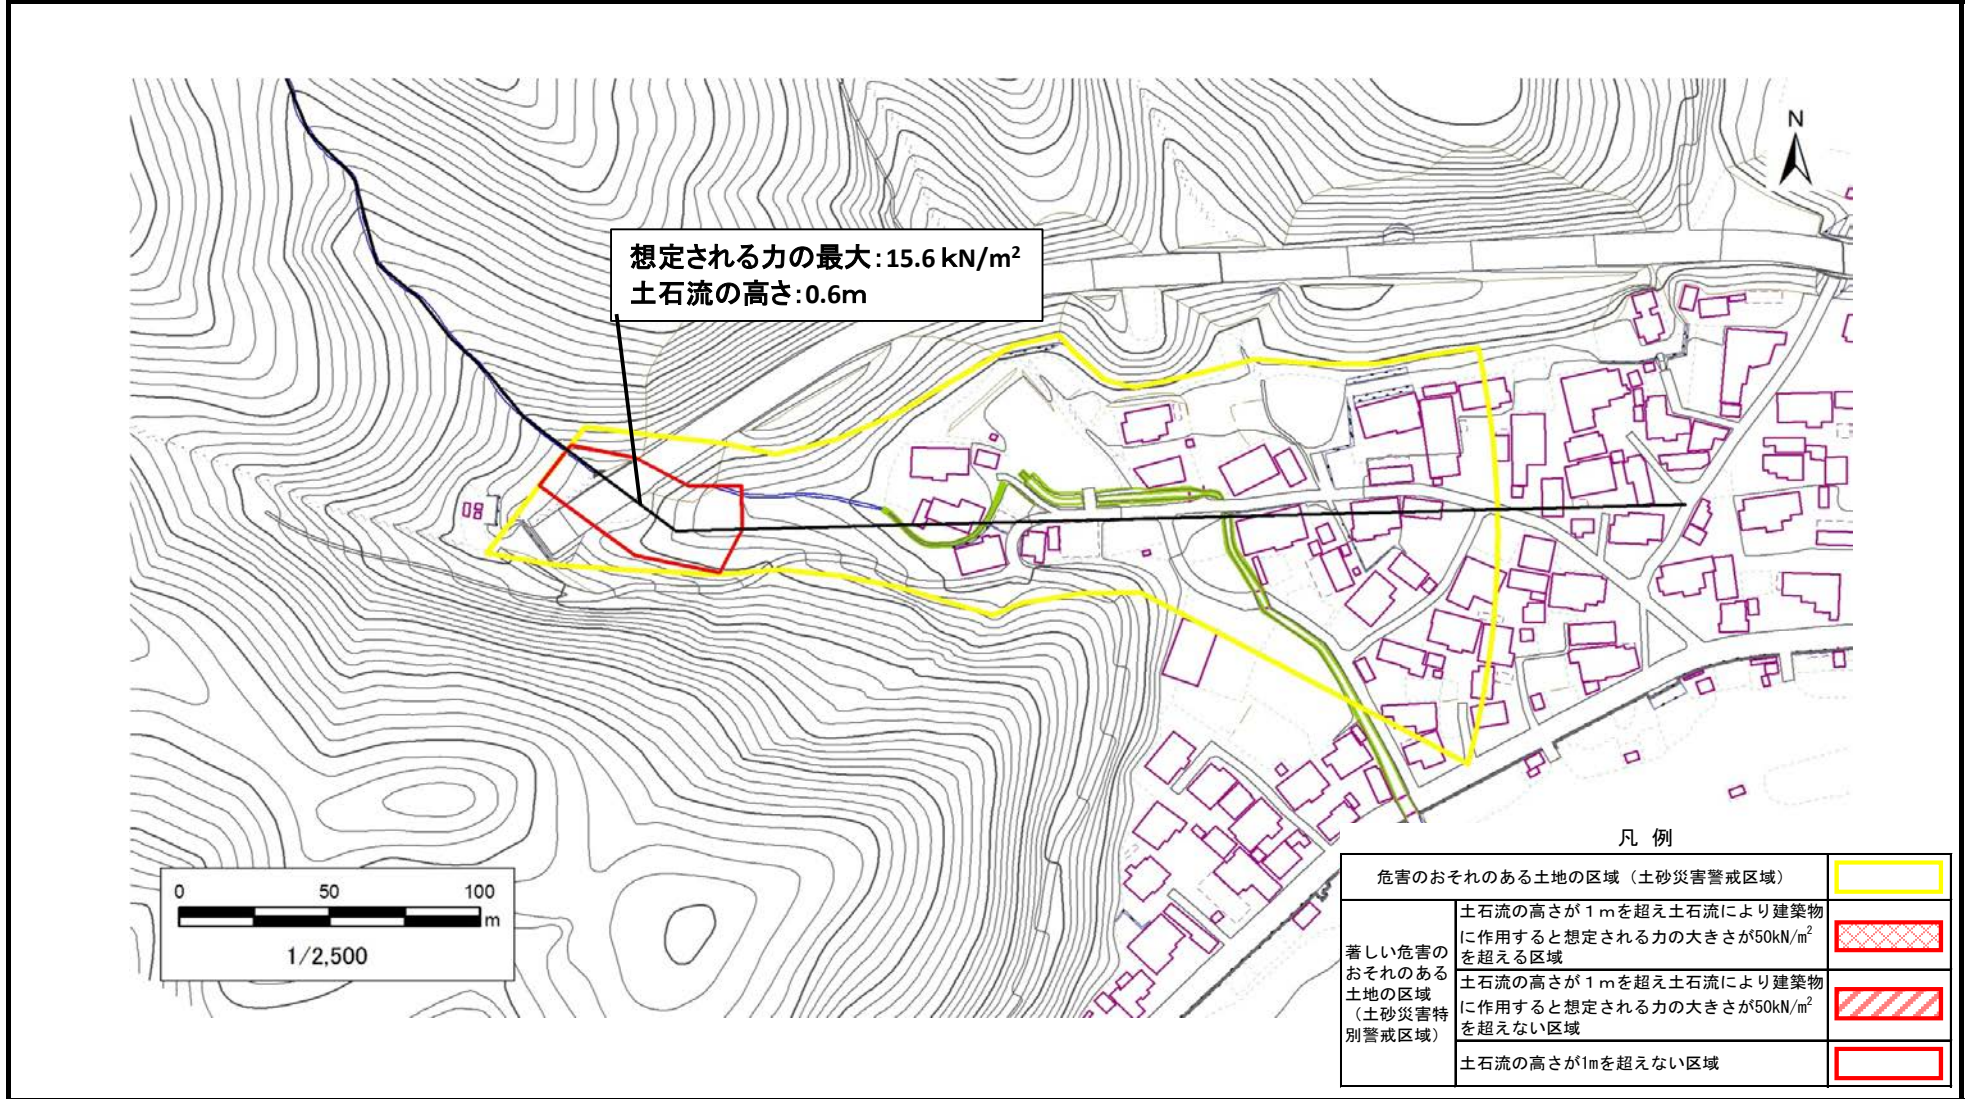 N
想定される力の最大:15.6 kN/m²
土石流の高さ:0.6m
0 50 100
m
1/2,500
凡 例
危害のおそれのある土地の区域（土砂災害警戒区域）
著しい危害の
おそれのある
土地の区域
（土砂災害特
別警戒区域）
土石流の高さが１ｍを超え土石流により建築物
に作用すると想定される力の大きさが50kN/m²
を超える区域
土石流の高さが１ｍを超え土石流により建築物
に作用すると想定される力の大きさが50kN/m²
を超えない区域
土石流の高さが1mを超えない区域